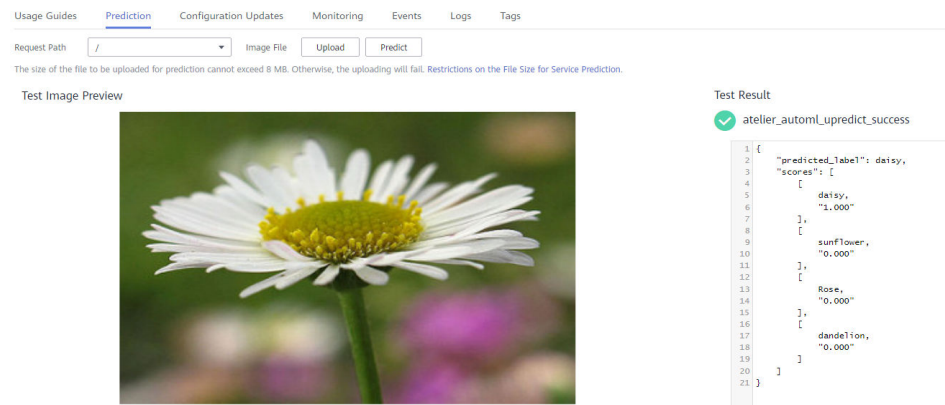 Usage Guides Prediction Configuration Updates Monitoring Events Logs Tags
Request Path / Image File Upload Predict
The size of the file to be uploaded for prediction cannot exceed 8 MB. Otherwise, the uploading will fail. Restrictions on the File Size for Service Prediction.
Test Image Preview
Test Result
atelier_automl_upredict_success
1 {
2 "predicted_label": daisy,
3 "scores": [
4 [
5 daisy,
6 "1.000"
7 ],
8 [
9 sunflower,
10 "0.000"
11 ],
12 [
13 Rose,
14 "0.000"
15 ],
16 [
17 dandelion,
18 "0.000"
19 ]
20 ]
21 }